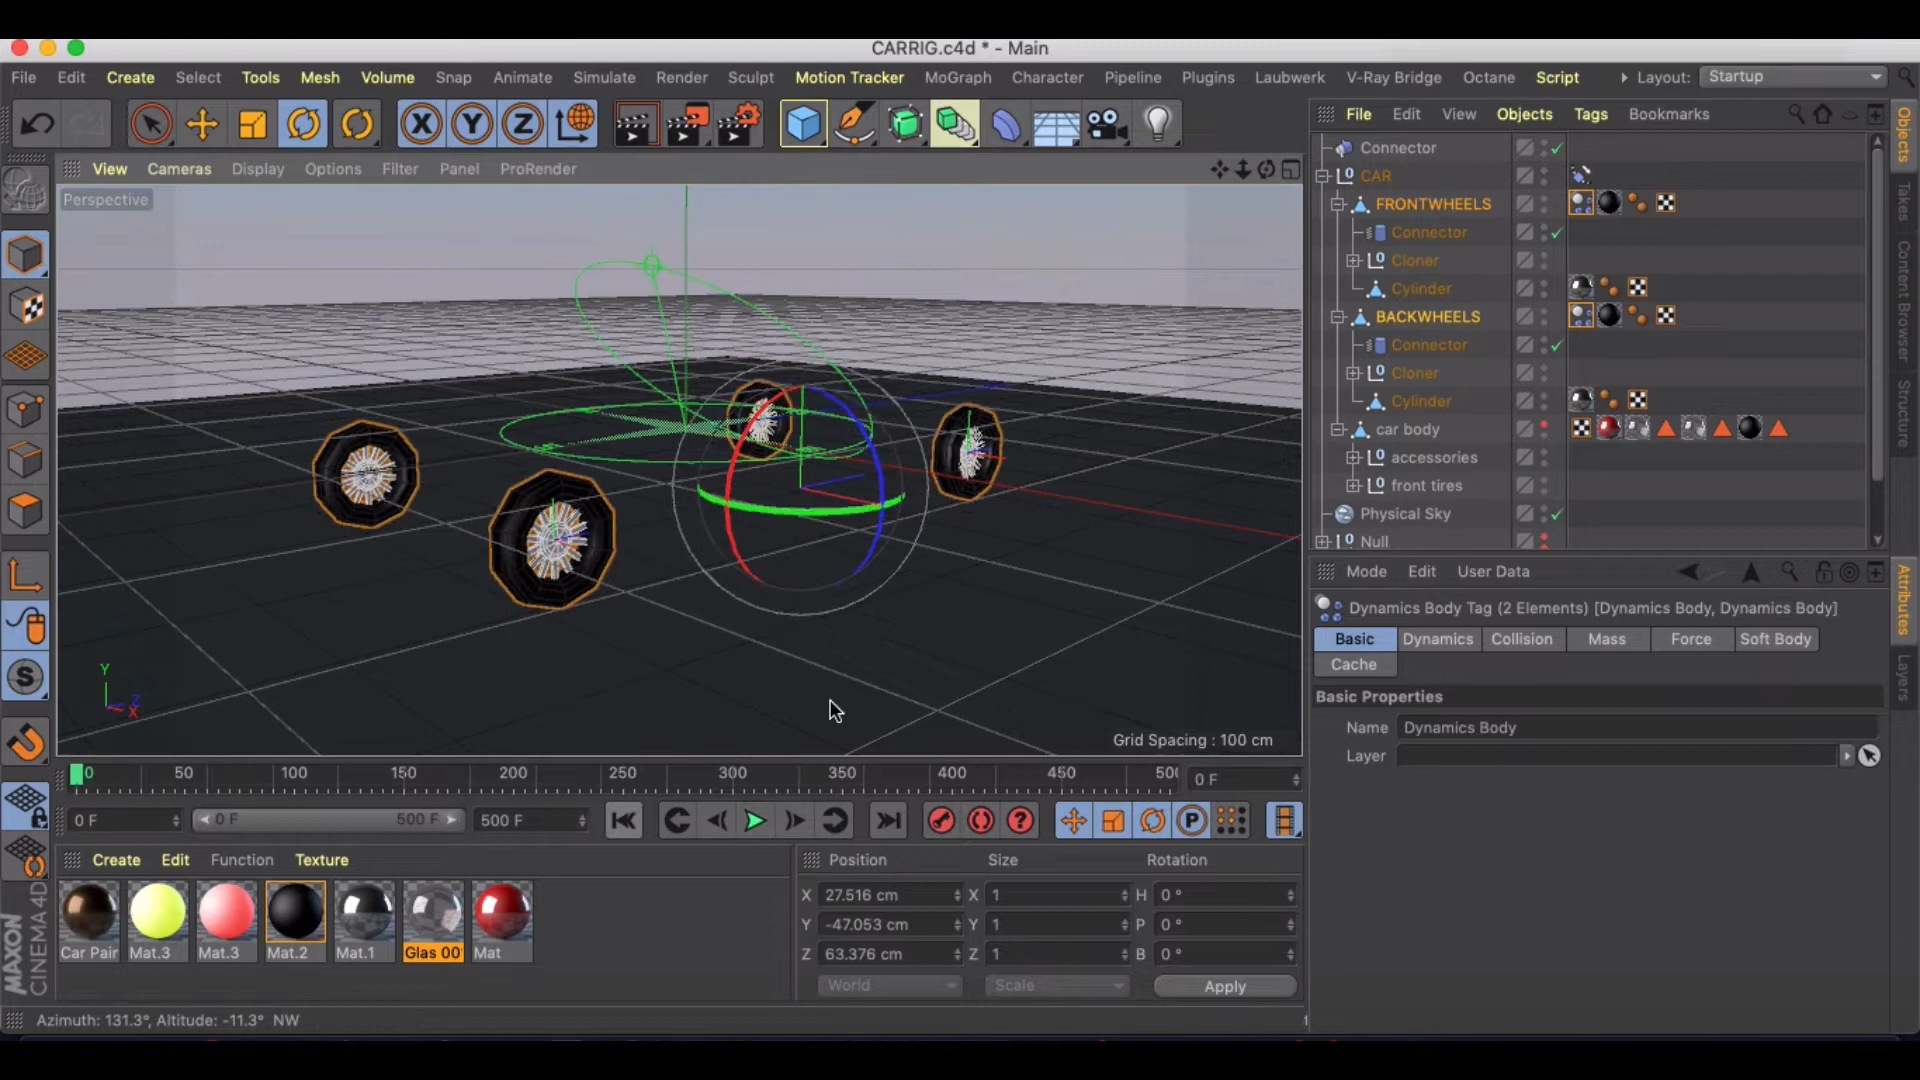 CARRIG.c4d * - Main
File Edit Create Select Tools Mesh Volume Snap Animate Simulate Render Sculpt Motion Tracker MoGraph Character Pipeline Plugins Laubwerk V-Ray Bridge Octane Script Layout: Startup
X Y Z
File Edit View Objects Tags Bookmarks
View Cameras Display Options Filter Panel ProRender
Perspective
Connector
CAR
FRONTWHEELS
Connector
Cloner
Cylinder
BACKWHEELS
Connector
Cloner
Cylinder
car body
accessories
front tires
Physical Sky
Null
Objects
Takes
Content Browser
Structure
Mode Edit User Data
Dynamics Body Tag (2 Elements) [Dynamics Body, Dynamics Body]
Basic Dynamics Collision Mass Force Soft Body
Cache
Basic Properties
Name Dynamics Body
Layer
Attributes
Layers
S
Y
Z
X
Grid Spacing : 100 cm
0 50 100 150 200 250 300 350 400 450 500 0 F
0 F 0 F 500 F 500 F P
Create Edit Function Texture
Position Size Rotation
X 27.516 cm X 1 H 0 °
Y -47.053 cm Y 1 P 0 °
Z 63.376 cm Z 1 B 0 °
World Scale Apply
Car Pair Mat.3 Mat.3 Mat.2 Mat.1 Glas 00 Mat
MAXON
CINEMA 4D
Azimuth: 131.3°, Altitude: -11.3° NW